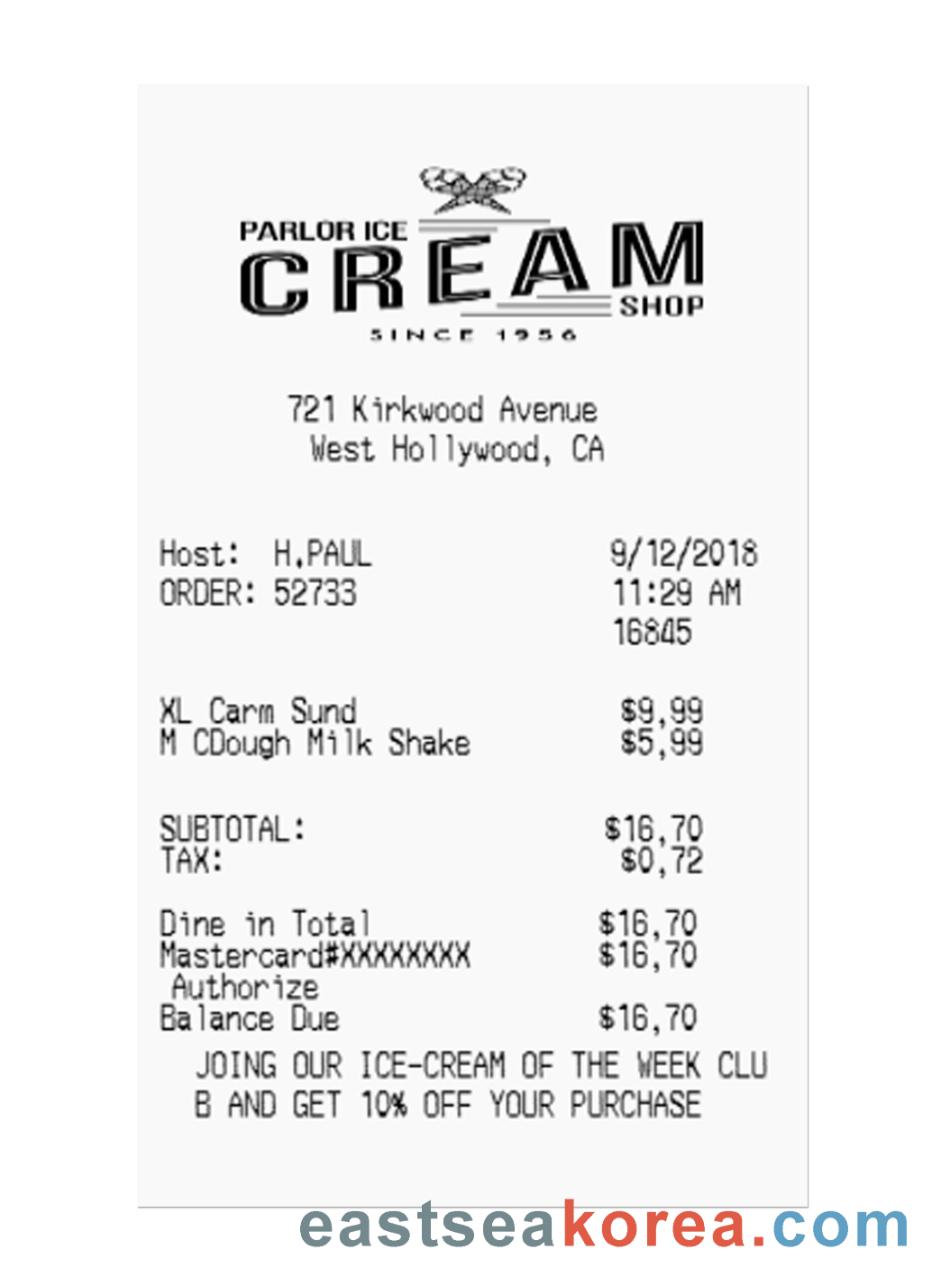 PARLOR ICE
CREAM
SHOP
SINCE 1956
721 Kirkwood Avenue
West Hollywood, CA
Host: H.PAUL 9/12/2018
ORDER: 52733 11:29 AM
16845
XL Carm Sund $9,99
M CDough Milk Shake $5,99
SUBTOTAL: $16,70
TAX: $0,72
Dine in Total $16,70
Mastercard#XXXXXXXX $16,70
Authorize
Balance Due $16,70
JOING OUR ICE-CREAM OF THE WEEK CLU
B AND GET 10% OFF YOUR PURCHASE
eastseakorea.com